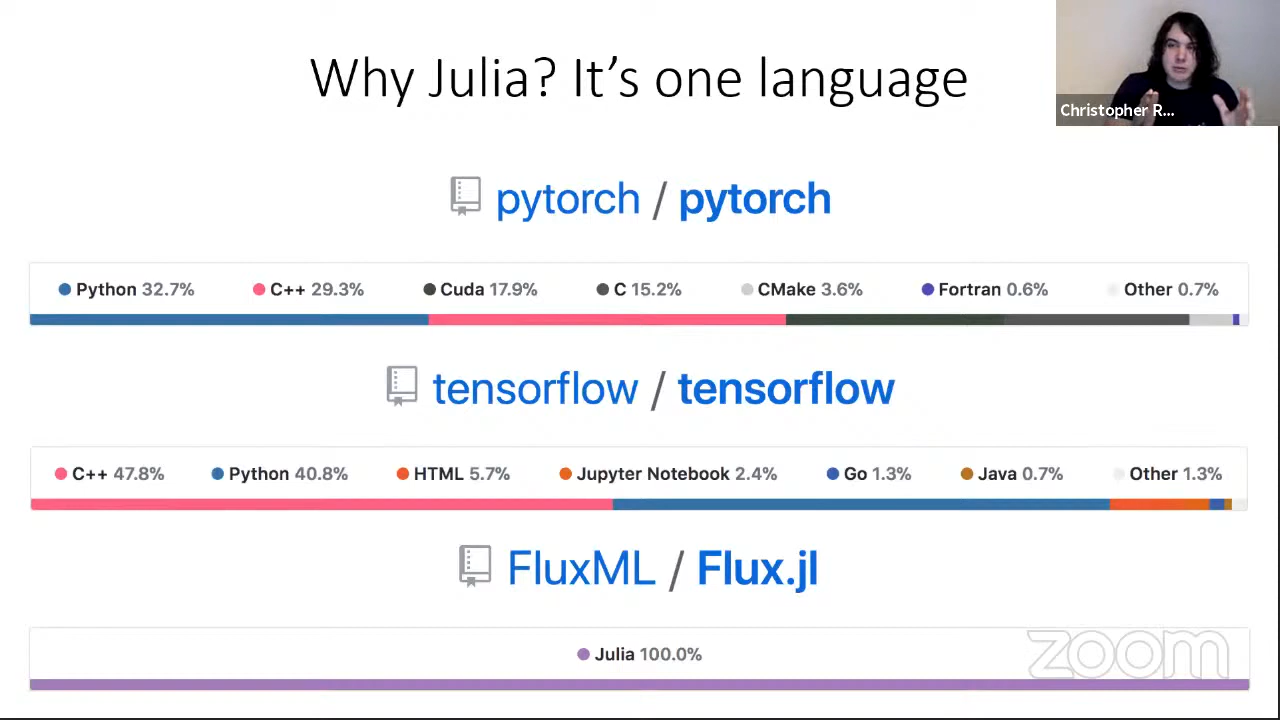 Why Julia? It's one language
Christopher R...
pytorch / pytorch
Python 32.7% C++ 29.3% Cuda 17.9% C 15.2% CMake 3.6% Fortran 0.6% Other 0.7%
tensorflow / tensorflow
C++ 47.8% Python 40.8% HTML 5.7% Jupyter Notebook 2.4% Go 1.3% Java 0.7% Other 1.3%
FluxML / Flux.jl
Julia 100.0%
zoom